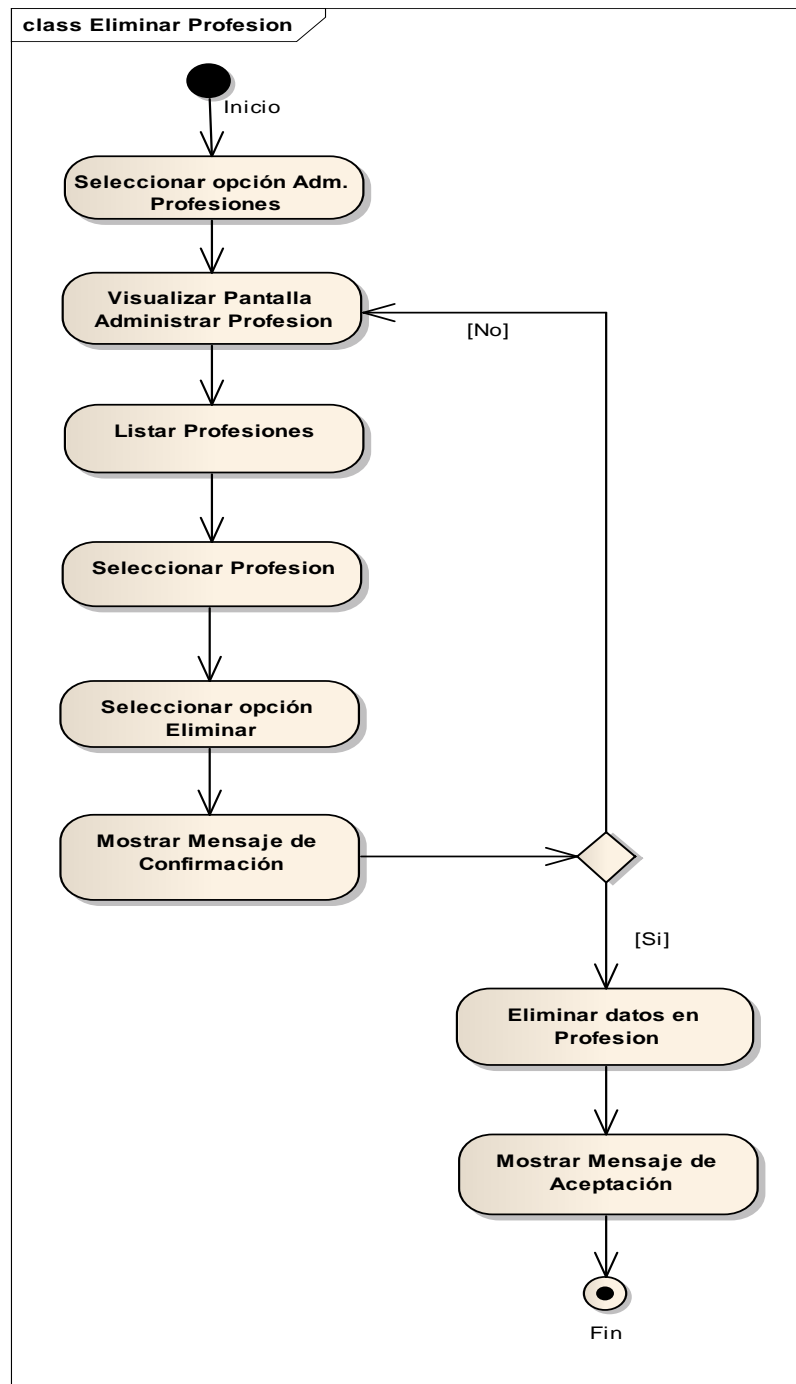 class Eliminar Profesion
Inicio
Seleccionar opción Adm.
Profesiones
Visualizar Pantalla
Administrar Profesion
[No]
Listar Profesiones
Seleccionar Profesion
Seleccionar opción
Eliminar
Mostrar Mensaje de
Confirmación
[Si]
Eliminar datos en
Profesion
Mostrar Mensaje de
Aceptación
Fin